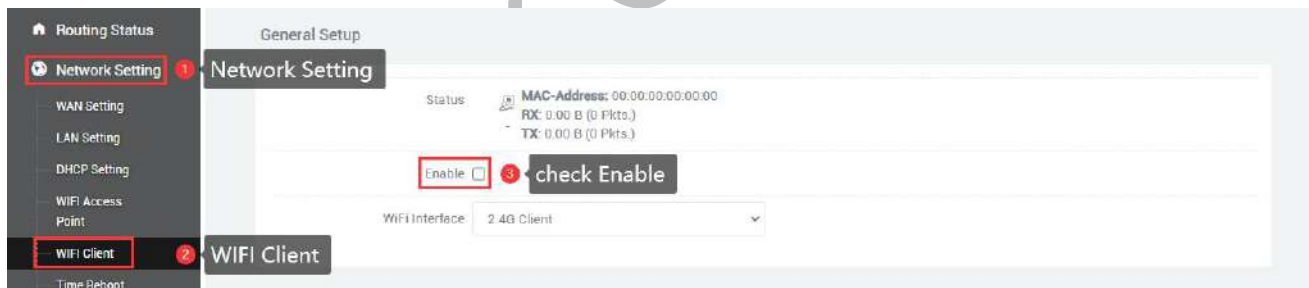 Routing Status
General Setup
Network Setting
1
Network Setting
WAN Setting
Status
MAC-Address: 00:00:00:00:00:00
RX: 0.00 B (0 Pkts.)
- TX: 0.00 B (0 Pkts.)
LAN Setting
DHCP Setting
Enable
3
check Enable
WIFI Access
Point
WiFi Interface
2.4G Client
WIFI Client
2
WIFI Client
Time Reboot